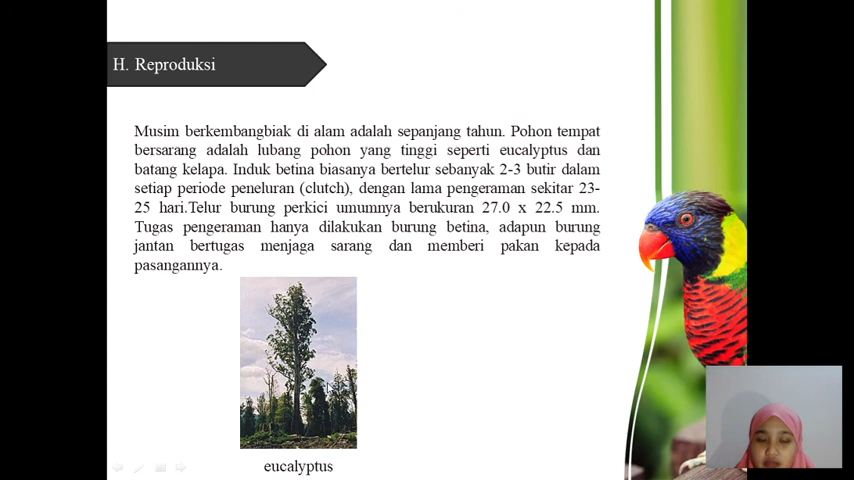 H. Reproduksi
Musim berkembangbiak di alam adalah sepanjang tahun. Pohon tempat
bersarang adalah lubang pohon yang tinggi seperti eucalyptus dan
batang kelapa. Induk betina biasanya bertelur sebanyak 2-3 butir dalam
setiap periode peneluran (clutch), dengan lama pengeraman sekitar 23-
25 hari.Telur burung perkici umumnya berukuran 27.0 x 22.5 mm.
Tugas pengeraman hanya dilakukan burung betina, adapun burung
jantan bertugas menjaga sarang dan memberi pakan kepada
pasangannya.
eucalyptus